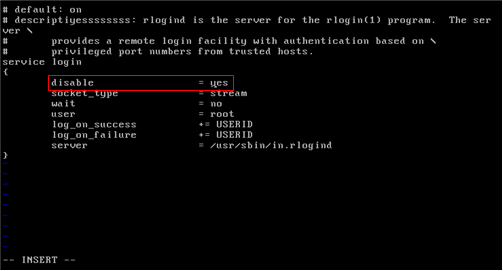 # default: on
# descriptiyesssssssss: rlogind is the server for the rlogin(1) program.  The ser
ver \
#       provides a remote login facility with authentication based on \
#       privileged port numbers from trusted hosts.
service login
{
        disable                 = yes
        socket_type             = stream
        wait                    = no
        user                    = root
        log_on_success          += USERID
        log_on_failure          += USERID
        server                  = /usr/sbin/in.rlogind
}
~
~
~
~
~
~
~
-- INSERT --